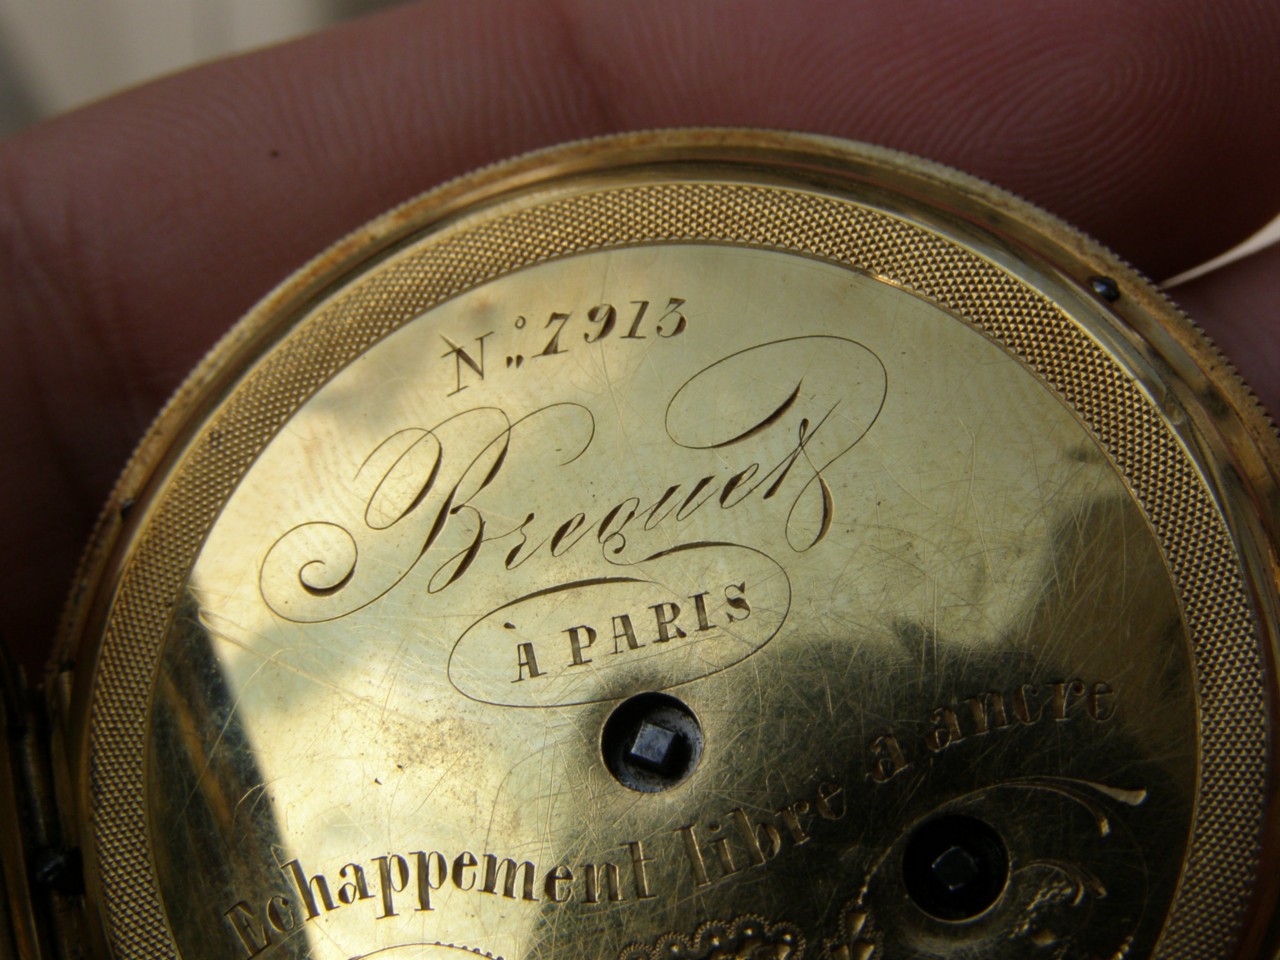 N° 7913
Breguet
À PARIS
Echappement libre a ancre